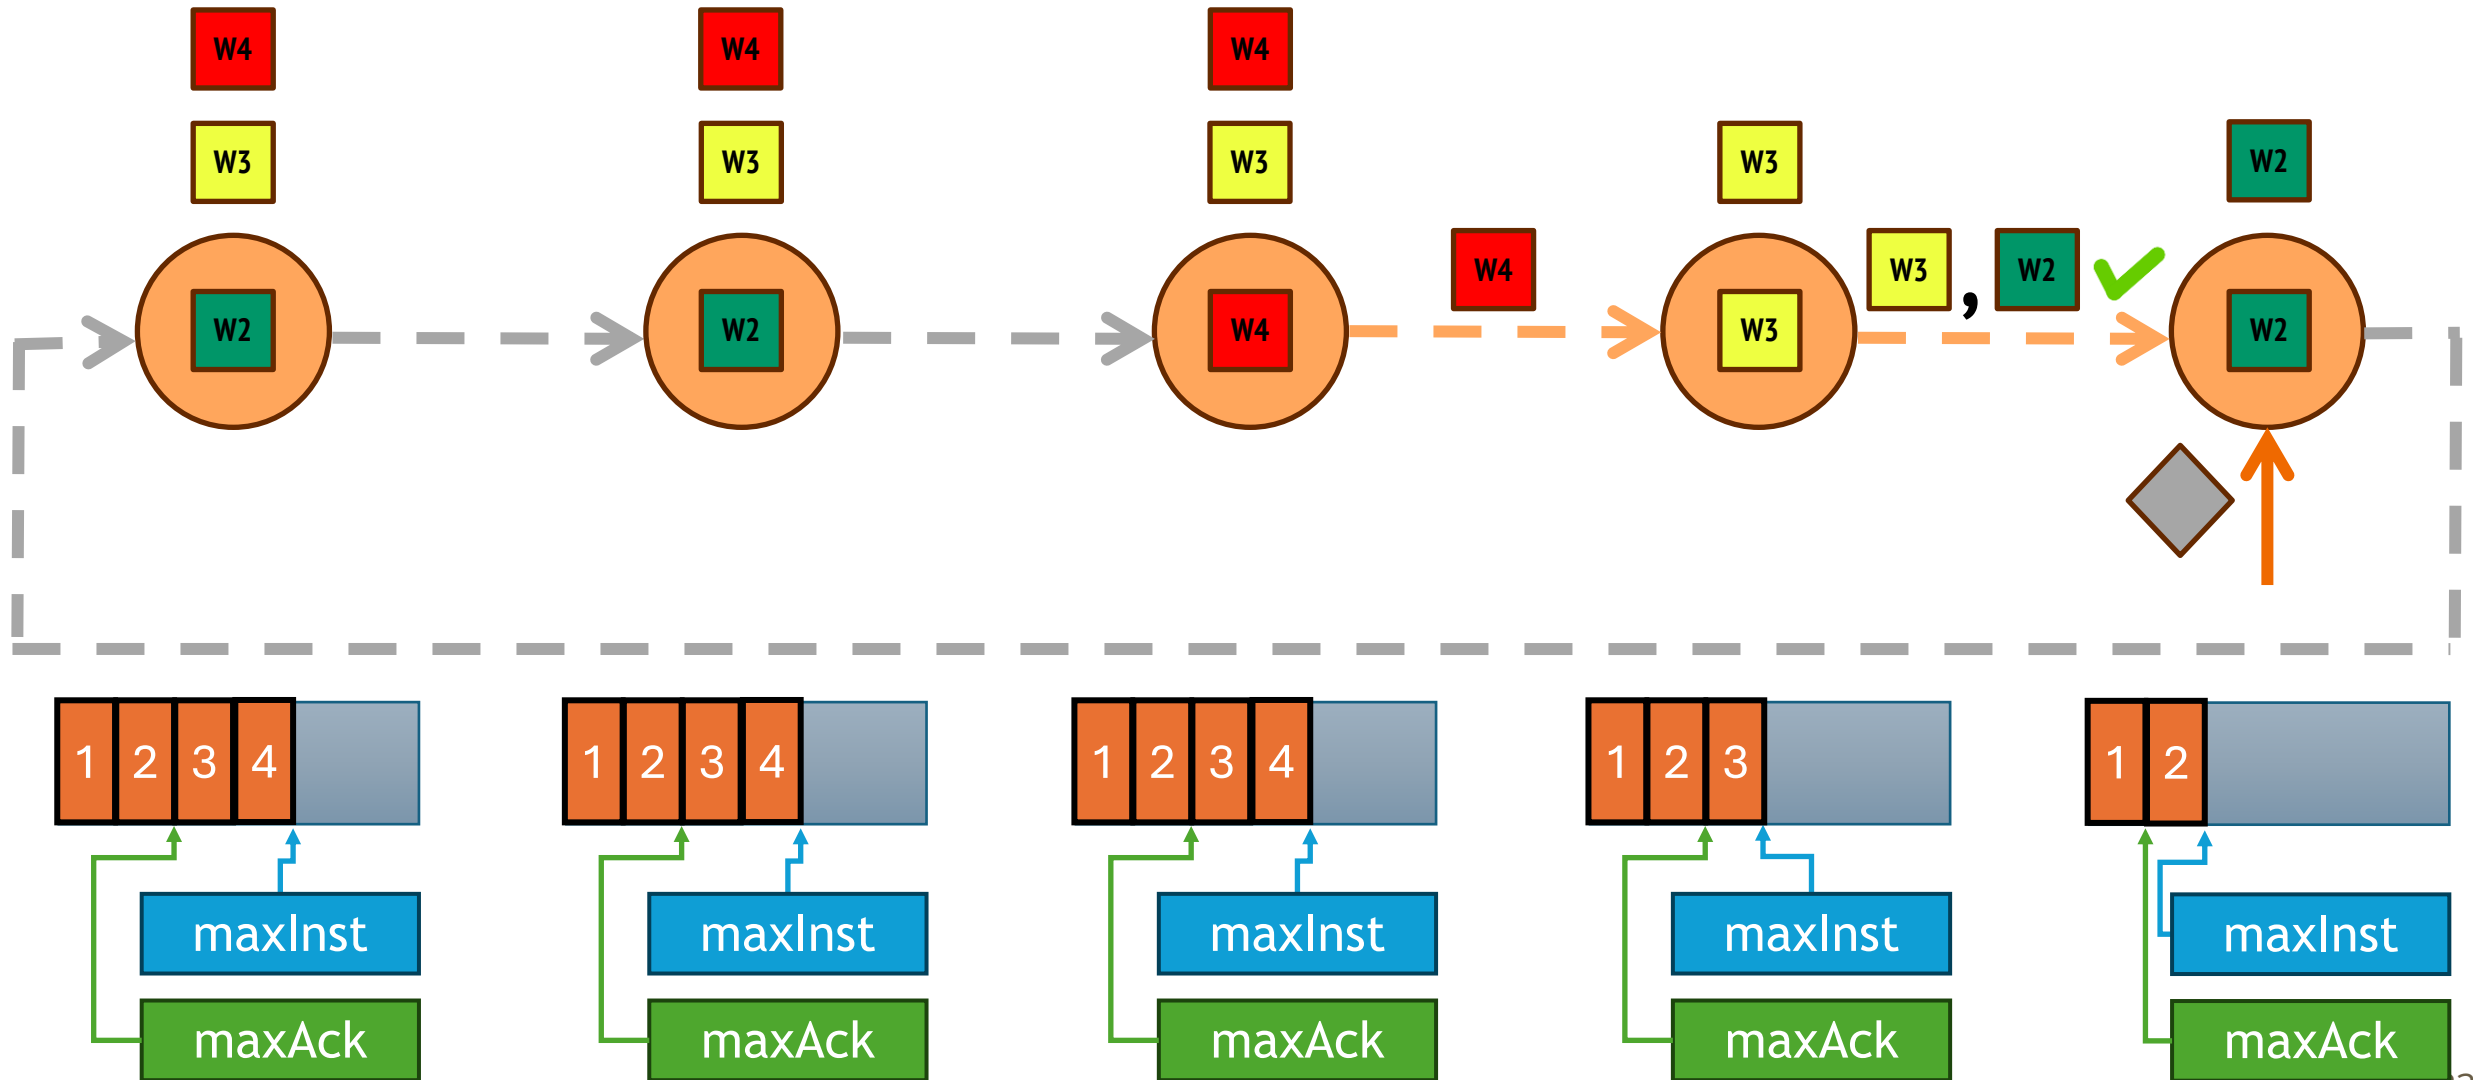 W4 W4 W4
W3 W3 W3 W3 W2
W4 W3 , W2
W2 W2 W4 W3 W2
1 2 3 4 1 2 3 4 1 2 3 4 1 2 3 1 2
maxInst maxInst maxInst maxInst maxInst
maxAck maxAck maxAck maxAck maxAck